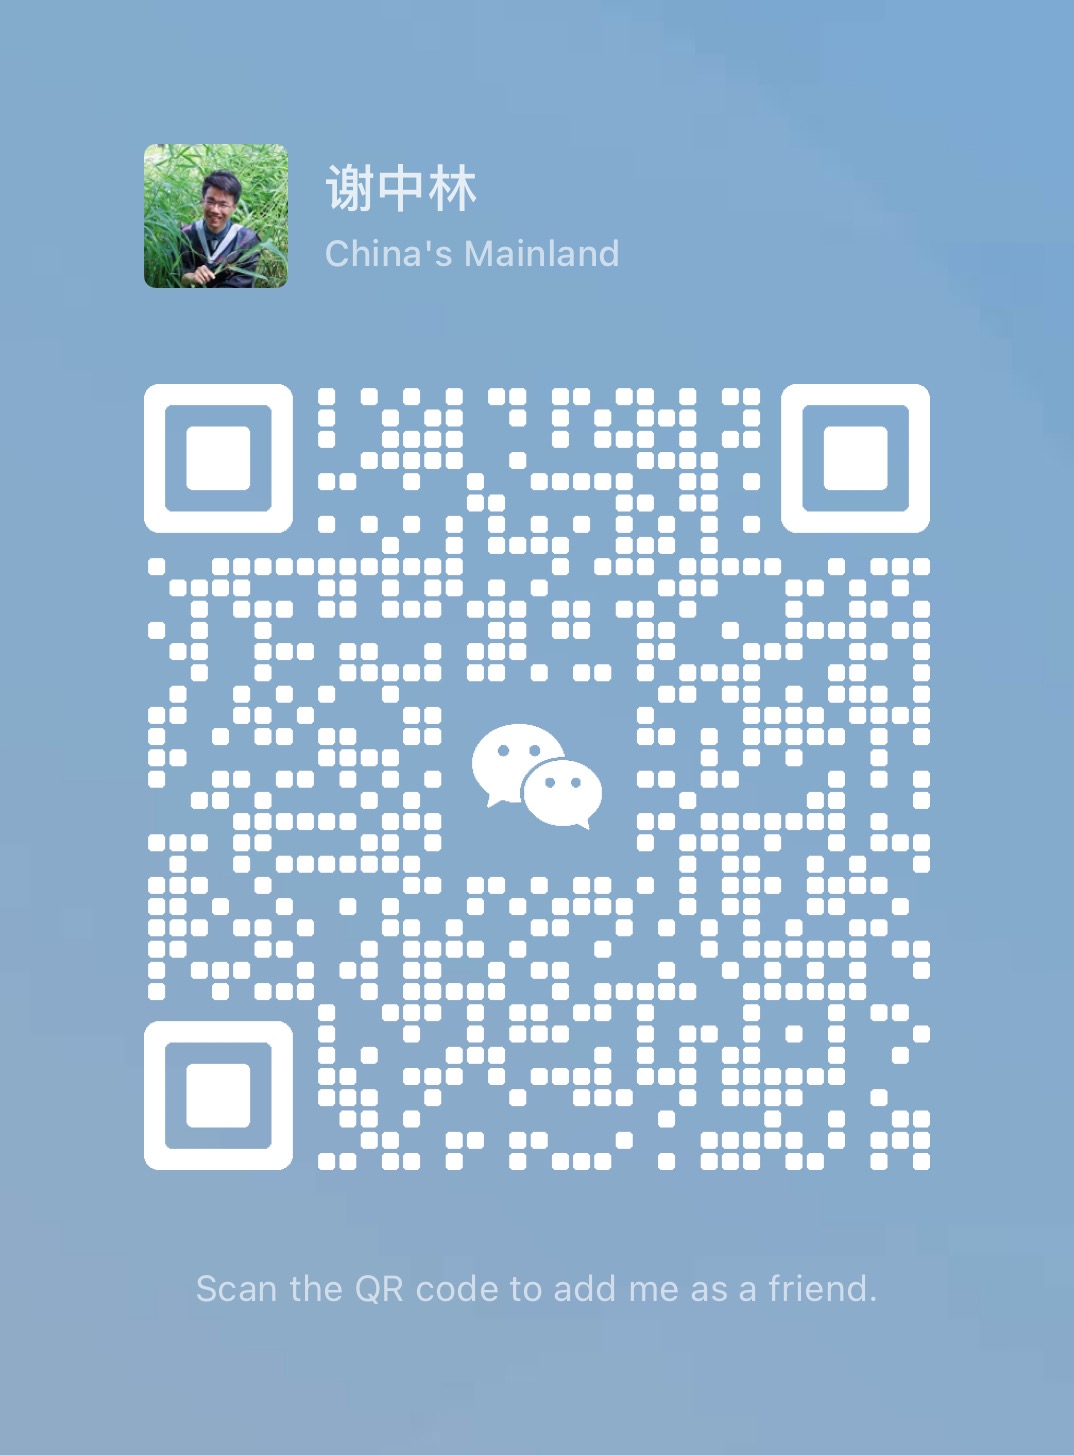 谢中林
China's Mainland
Scan the QR code to add me as a friend.